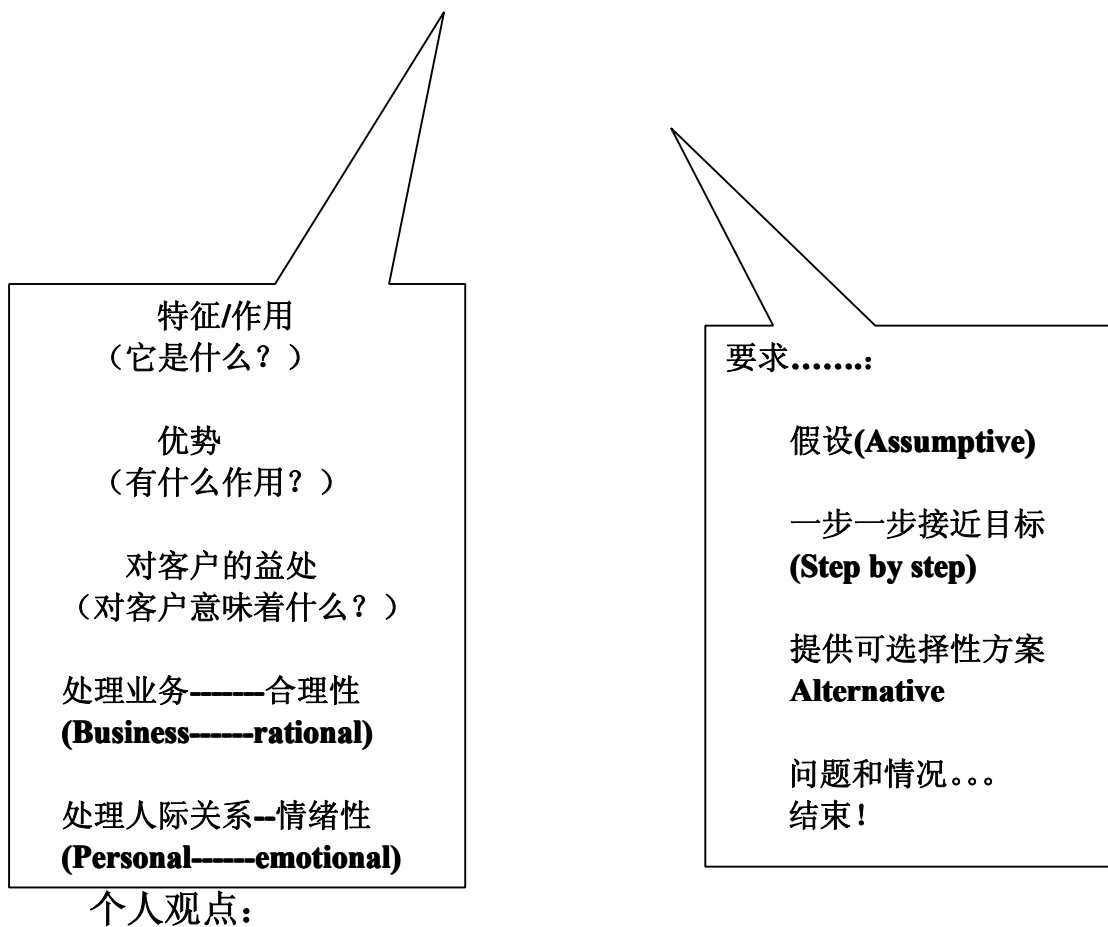 特征/作用
（它是什么？）
优势
（有什么作用？）
对客户的益处
（对客户意味着什么？）
处理业务-------合理性
(Business------rational)
处理人际关系--情绪性
(Personal------emotional)
个人观点：
要求…….:
假设(Assumptive)
一步一步接近目标
(Step by step)
提供可选择性方案
Alternative
问题和情况。。。
结束！